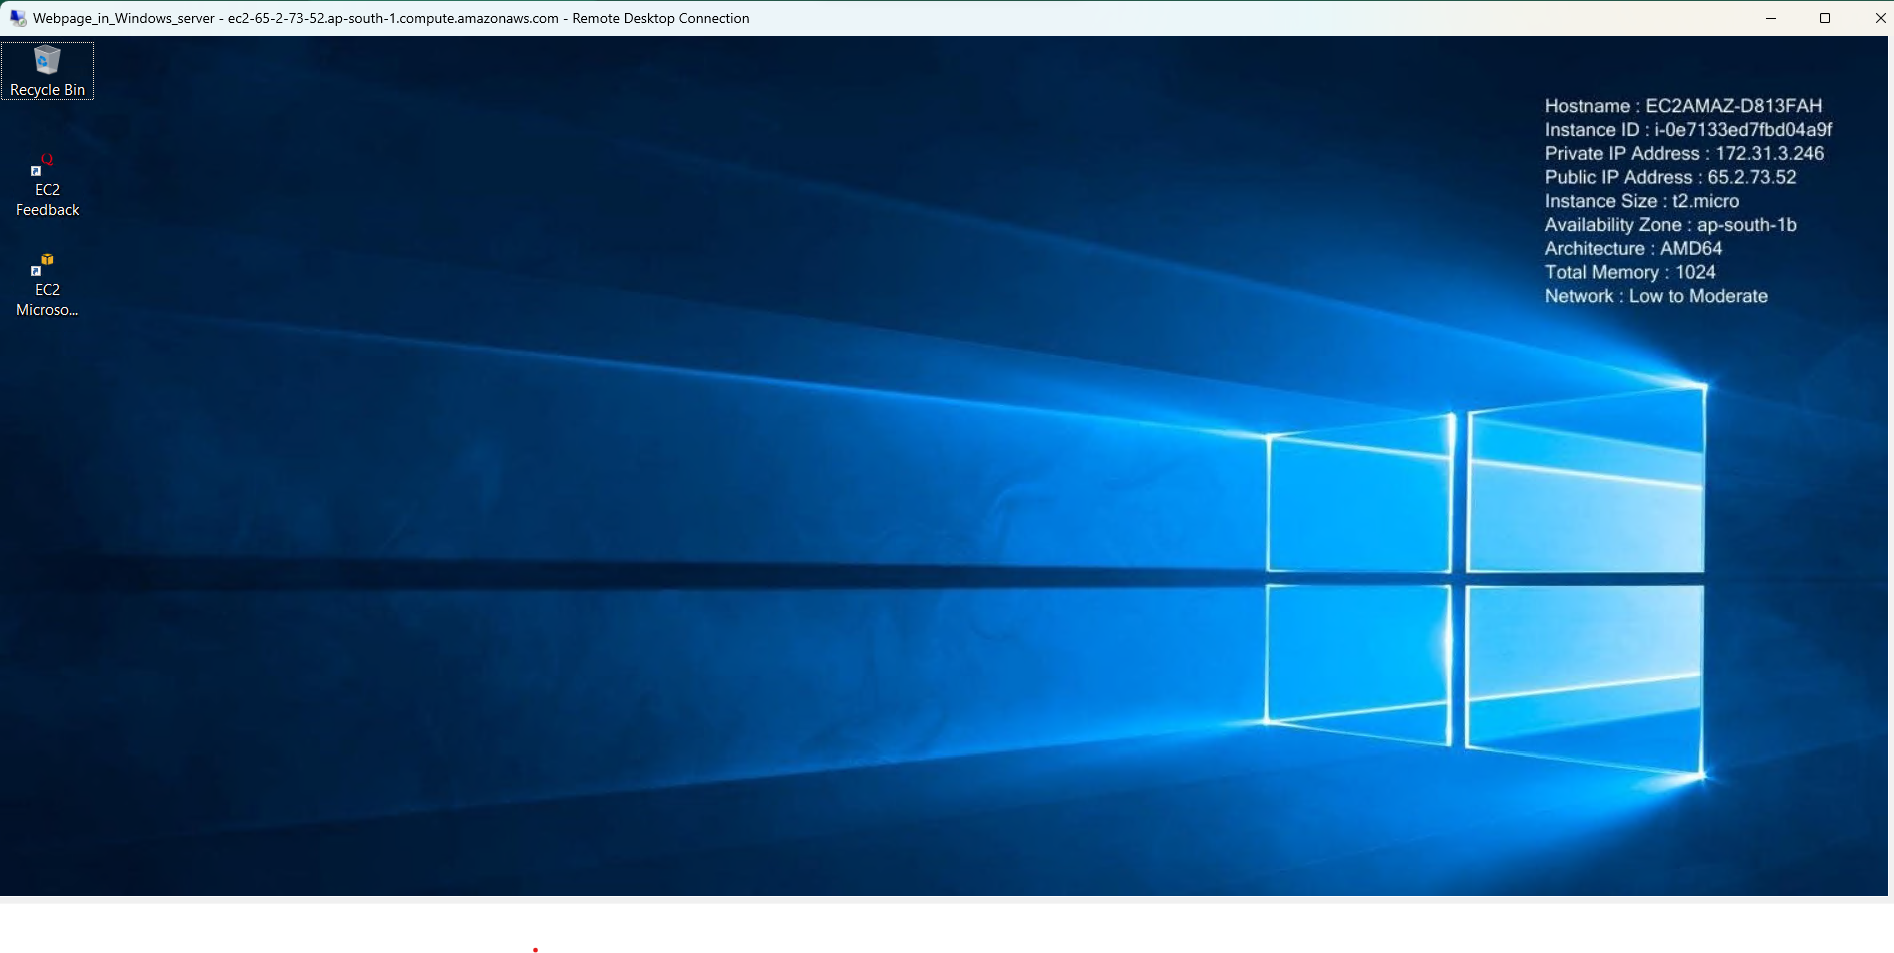 Webpage_in_Windows_server - ec2-65-2-73-52.ap-south-1.compute.amazonaws.com - Remote Desktop Connection
Recycle Bin
EC2
Feedback
EC2
Microso...
Hostname : EC2AMAZ-D813FAH
Instance ID : i-0e7133ed7fbd04a9f
Private IP Address : 172.31.3.246
Public IP Address : 65.2.73.52
Instance Size : t2.micro
Availability Zone : ap-south-1b
Architecture : AMD64
Total Memory : 1024
Network : Low to Moderate